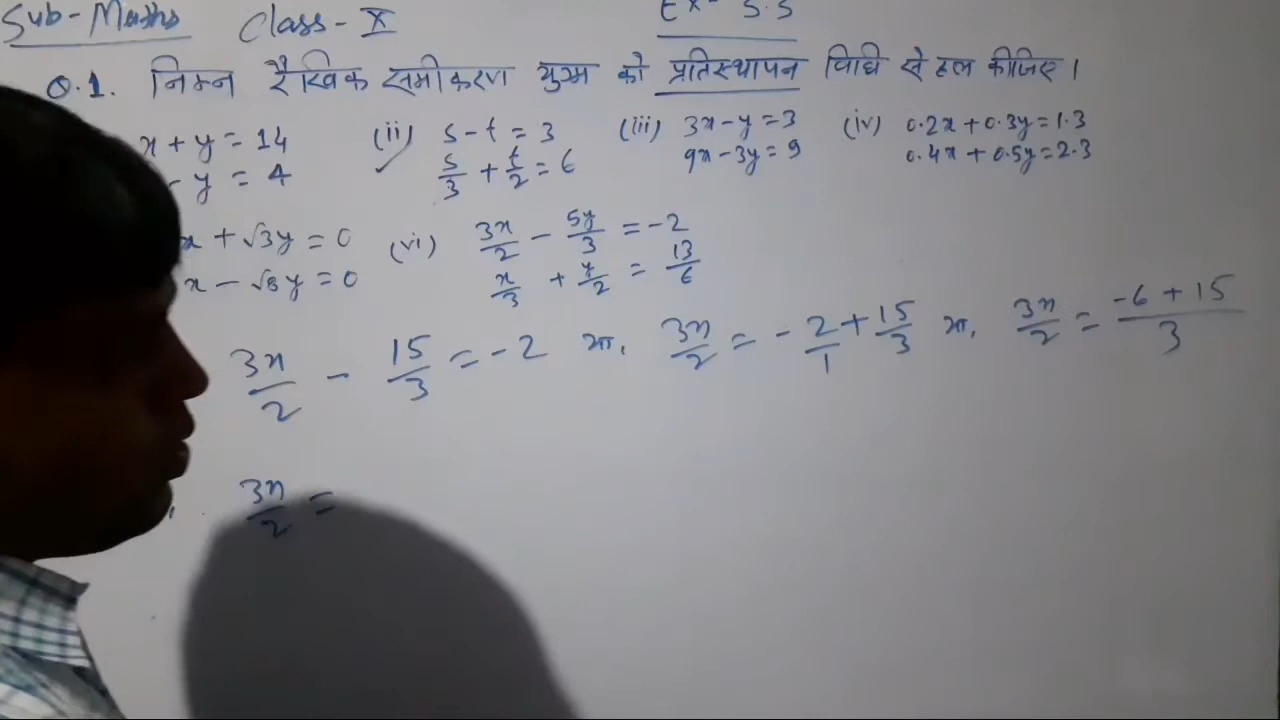 Sub-Maths Class-X Ex- 3.3
Q.1. निम्न रैखिक समीकरण युग्म को प्रतिस्थापन विधि से हल कीजिए।
x + y = 14 (ii) s - t = 3 (iii) 3x - y = 3 (iv) 0.2x + 0.3y = 1.3
- y = 4 s/3 + t/2 = 6 9x - 3y = 9 0.4x + 0.5y = 2.3
x + √3y = 0 (vi) 3x/2 - 5y/3 = -2
x - √8y = 0 x/3 + y/2 = 13/6
3x/2 - 15/3 = -2 या, 3x/2 = - 2/1 + 15/3 या, 3x/2 = -6 + 15/3
3x/2 =